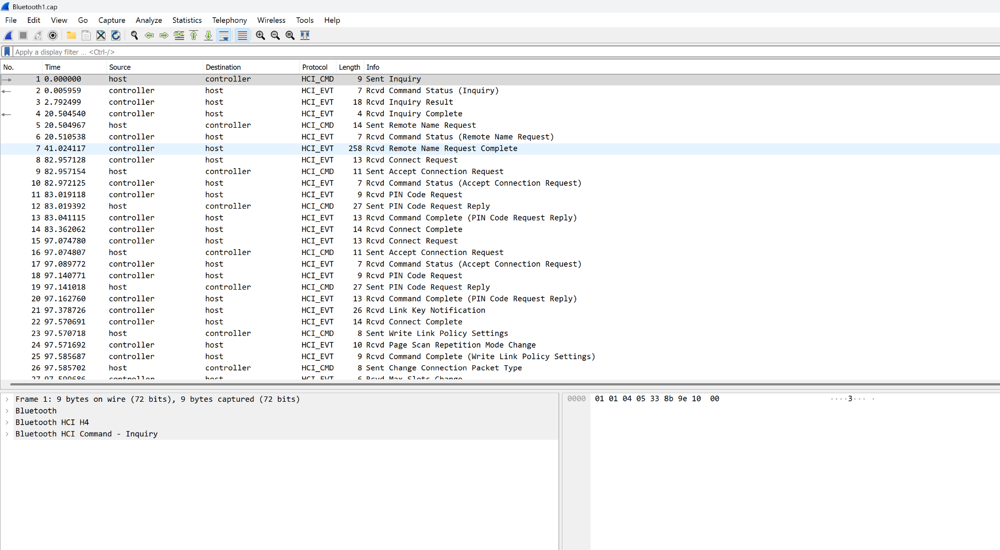 Bluetooth1.cap
File Edit View Go Capture Analyze Statistics Telephony Wireless Tools Help
Apply a display filter ... <Ctrl-/>
No. Time Source Destination Protocol Length Info
1 0.000000 host controller HCI_CMD 9 Sent Inquiry
2 0.005959 controller host HCI_EVT 7 Rcvd Command Status (Inquiry)
3 2.792499 controller host HCI_EVT 18 Rcvd Inquiry Result
4 20.504540 controller host HCI_EVT 4 Rcvd Inquiry Complete
5 20.504967 host controller HCI_CMD 14 Sent Remote Name Request
6 20.510538 controller host HCI_EVT 7 Rcvd Command Status (Remote Name Request)
7 41.024117 controller host HCI_EVT 258 Rcvd Remote Name Request Complete
8 82.957128 controller host HCI_EVT 13 Rcvd Connect Request
9 82.957154 host controller HCI_CMD 11 Sent Accept Connection Request
10 82.972125 controller host HCI_EVT 7 Rcvd Command Status (Accept Connection Request)
11 83.019118 controller host HCI_EVT 9 Rcvd PIN Code Request
12 83.019392 host controller HCI_CMD 27 Sent PIN Code Request Reply
13 83.041115 controller host HCI_EVT 13 Rcvd Command Complete (PIN Code Request Reply)
14 83.362062 controller host HCI_EVT 14 Rcvd Connect Complete
15 97.074780 controller host HCI_EVT 13 Rcvd Connect Request
16 97.074807 host controller HCI_CMD 11 Sent Accept Connection Request
17 97.089772 controller host HCI_EVT 7 Rcvd Command Status (Accept Connection Request)
18 97.140771 controller host HCI_EVT 9 Rcvd PIN Code Request
19 97.141018 host controller HCI_CMD 27 Sent PIN Code Request Reply
20 97.162760 controller host HCI_EVT 13 Rcvd Command Complete (PIN Code Request Reply)
21 97.378726 controller host HCI_EVT 26 Rcvd Link Key Notification
22 97.570691 controller host HCI_EVT 14 Rcvd Connect Complete
23 97.570718 host controller HCI_CMD 8 Sent Write Link Policy Settings
24 97.571692 controller host HCI_EVT 10 Rcvd Page Scan Repetition Mode Change
25 97.585687 controller host HCI_EVT 9 Rcvd Command Complete (Write Link Policy Settings)
26 97.585702 host controller HCI_CMD 8 Sent Change Connection Packet Type
27 97.599686 controller host HCI_EVT 6 Rcvd Max Slots Change
Frame 1: 9 bytes on wire (72 bits), 9 bytes captured (72 bits)
Bluetooth
Bluetooth HCI H4
Bluetooth HCI Command - Inquiry
0000 01 01 04 05 33 8b 9e 10 00 ····3··· ·